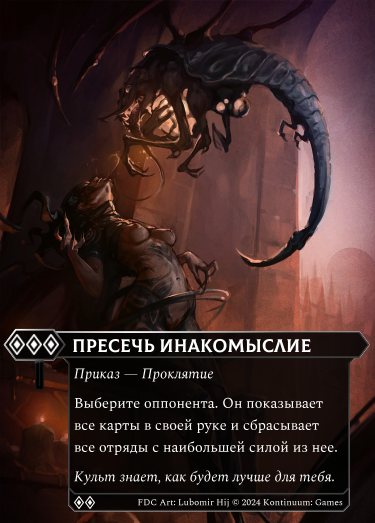 ПРЕСЕЧЬ ИНАКОМЫСЛИЕ
Приказ — Проклятие
Выберите оппонента. Он показывает
все карты в своей руке и сбрасывает
все отряды с наибольшей силой из нее.
Культ знает, как будет лучше для тебя.
FDC Art: Lubomir Hij © 2024 Kontinuum: Games